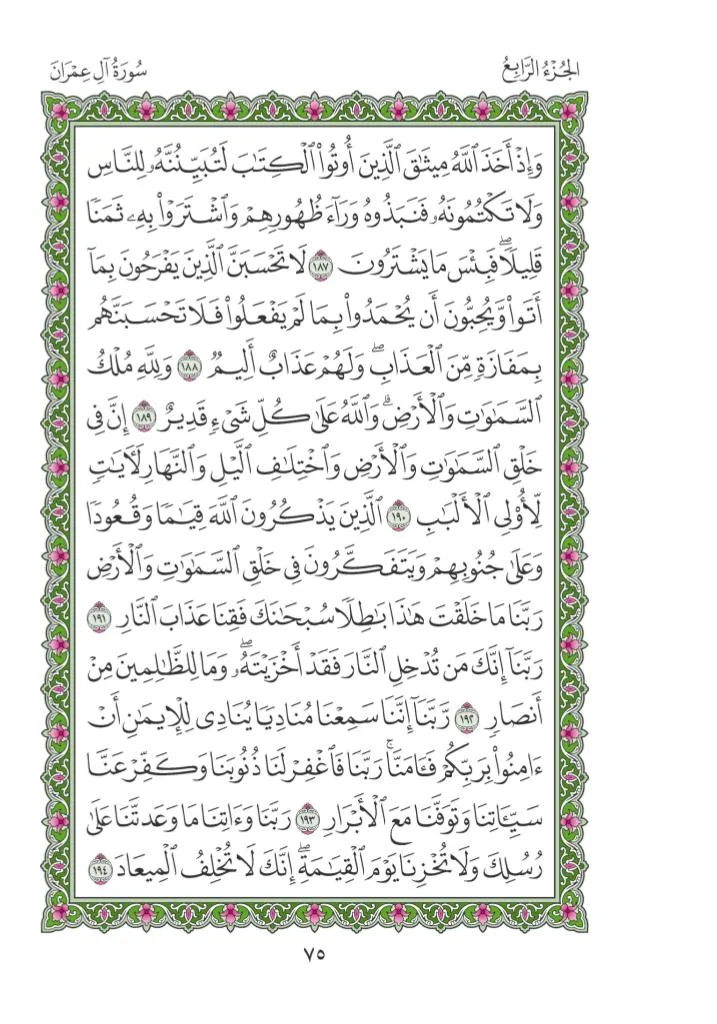 الجُزْءُ الرَّابِعُ
سُورَةُ آلِ عِمْرَانَ
وَإِذْ أَخَذَ ٱللَّهُ مِيثَٰقَ ٱلَّذِينَ أُوتُوا۟ ٱلْكِتَٰبَ لَتُبَيِّنُنَّهُۥ لِلنَّاسِ
وَلَا تَكْتُمُونَهُۥ فَنَبَذُوهُ وَرَآءَ ظُهُورِهِمْ وَٱشْتَرَوْا۟ بِهِۦ ثَمَنًا
قَلِيلًا ۖ فَبِئْسَ مَا يَشْتَرُونَ ١٨٧ لَا تَحْسَبَنَّ ٱلَّذِينَ يَفْرَحُونَ بِمَآ
أَتَوا۟ وَّيُحِبُّونَ أَن يُحْمَدُوا۟ بِمَا لَمْ يَفْعَلُوا۟ فَلَا تَحْسَبَنَّهُم
بِمَفَازَةٍ مِّنَ ٱلْعَذَابِ ۖ وَلَهُمْ عَذَابٌ أَلِيمٌ ١٨٨ وَلِلَّهِ مُلْكُ
ٱلسَّمَٰوَٰتِ وَٱلْأَرْضِ ۗ وَٱللَّهُ عَلَىٰ كُلِّ شَىْءٍ قَدِيرٌ ١٨٩ إِنَّ فِى
خَلْقِ ٱلسَّمَٰوَٰتِ وَٱلْأَرْضِ وَٱخْتِلَٰفِ ٱلَّيْلِ وَٱلنَّهَارِ لَءَايَٰتٍ
لِّأُو۟لِى ٱلْأَلْبَٰبِ ١٩٠ ٱلَّذِينَ يَذْكُرُونَ ٱللَّهَ قِيَٰمًا وَقُعُودًا
وَعَلَىٰ جُنُوبِهِمْ وَيَتَفَكَّرُونَ فِى خَلْقِ ٱلسَّمَٰوَٰتِ وَٱلْأَرْضِ
رَبَّنَا مَا خَلَقْتَ هَٰذَا بَٰطِلًا سُبْحَٰنَكَ فَقِنَا عَذَابَ ٱلنَّارِ ١٩١
رَبَّنَآ إِنَّكَ مَن تُدْخِلِ ٱلنَّارَ فَقَدْ أَخْزَيْتَهُۥ ۖ وَمَا لِلظَّٰلِمِينَ مِنْ
أَنصَارٍ ١٩٢ رَّبَّنَآ إِنَّنَا سَمِعْنَا مُنَادِيًا يُنَادِى لِلْإِيمَٰنِ أَنْ
ءَامِنُوا۟ بِرَبِّكُمْ فَـَٔامَنَّا ۚ رَبَّنَا فَٱغْفِرْ لَنَا ذُنُوبَنَا وَكَفِّرْ عَنَّا
سَيِّـَٔاتِنَا وَتَوَفَّنَا مَعَ ٱلْأَبْرَارِ ١٩٣ رَبَّنَا وَءَاتِنَا مَا وَعَدتَّنَا عَلَىٰ
رُسُلِكَ وَلَا تُخْزِنَا يَوْمَ ٱلْقِيَٰمَةِ ۗ إِنَّكَ لَا تُخْلِفُ ٱلْمِيعَادَ ١٩٤
٧٥